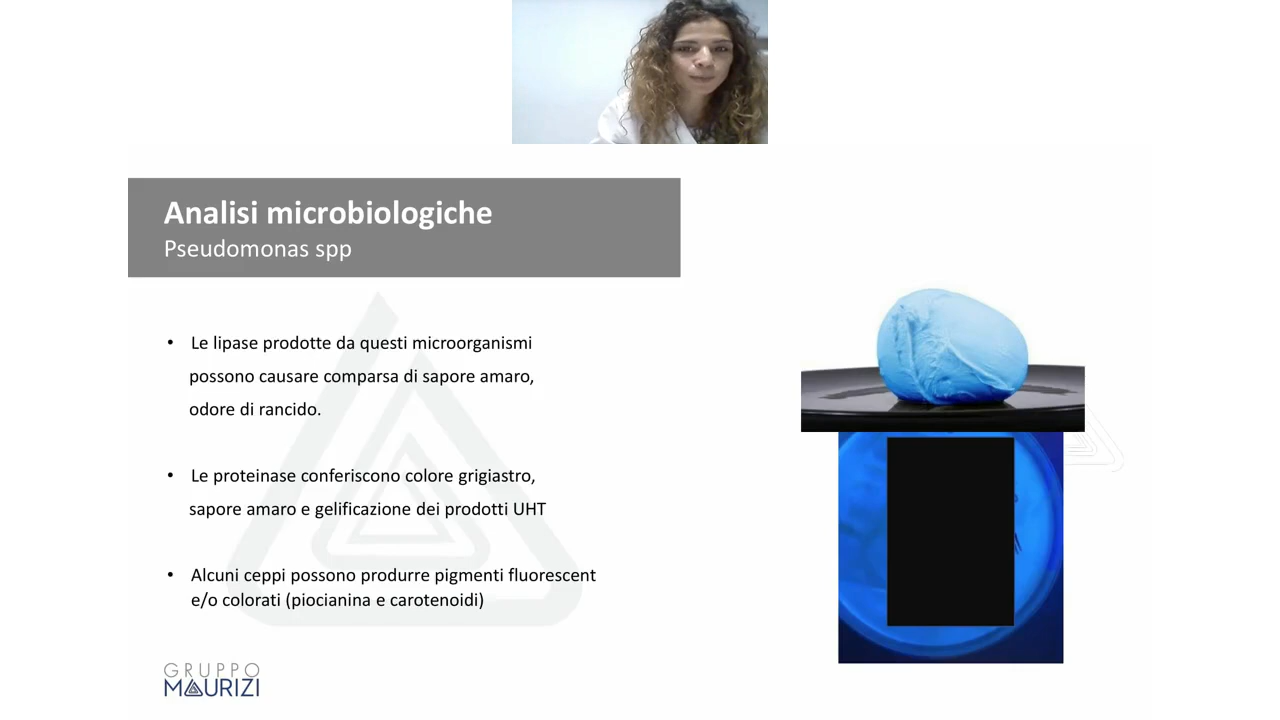 Analisi microbiologiche
Pseudomonas spp
• Le lipase prodotte da questi microorganismi
possono causare comparsa di sapore amaro,
odore di rancido.
• Le proteinase conferiscono colore grigiastro,
sapore amaro e gelificazione dei prodotti UHT
• Alcuni ceppi possono produrre pigmenti fluorescent
e/o colorati (piocianina e carotenoidi)
GRUPPO
MAURIZI